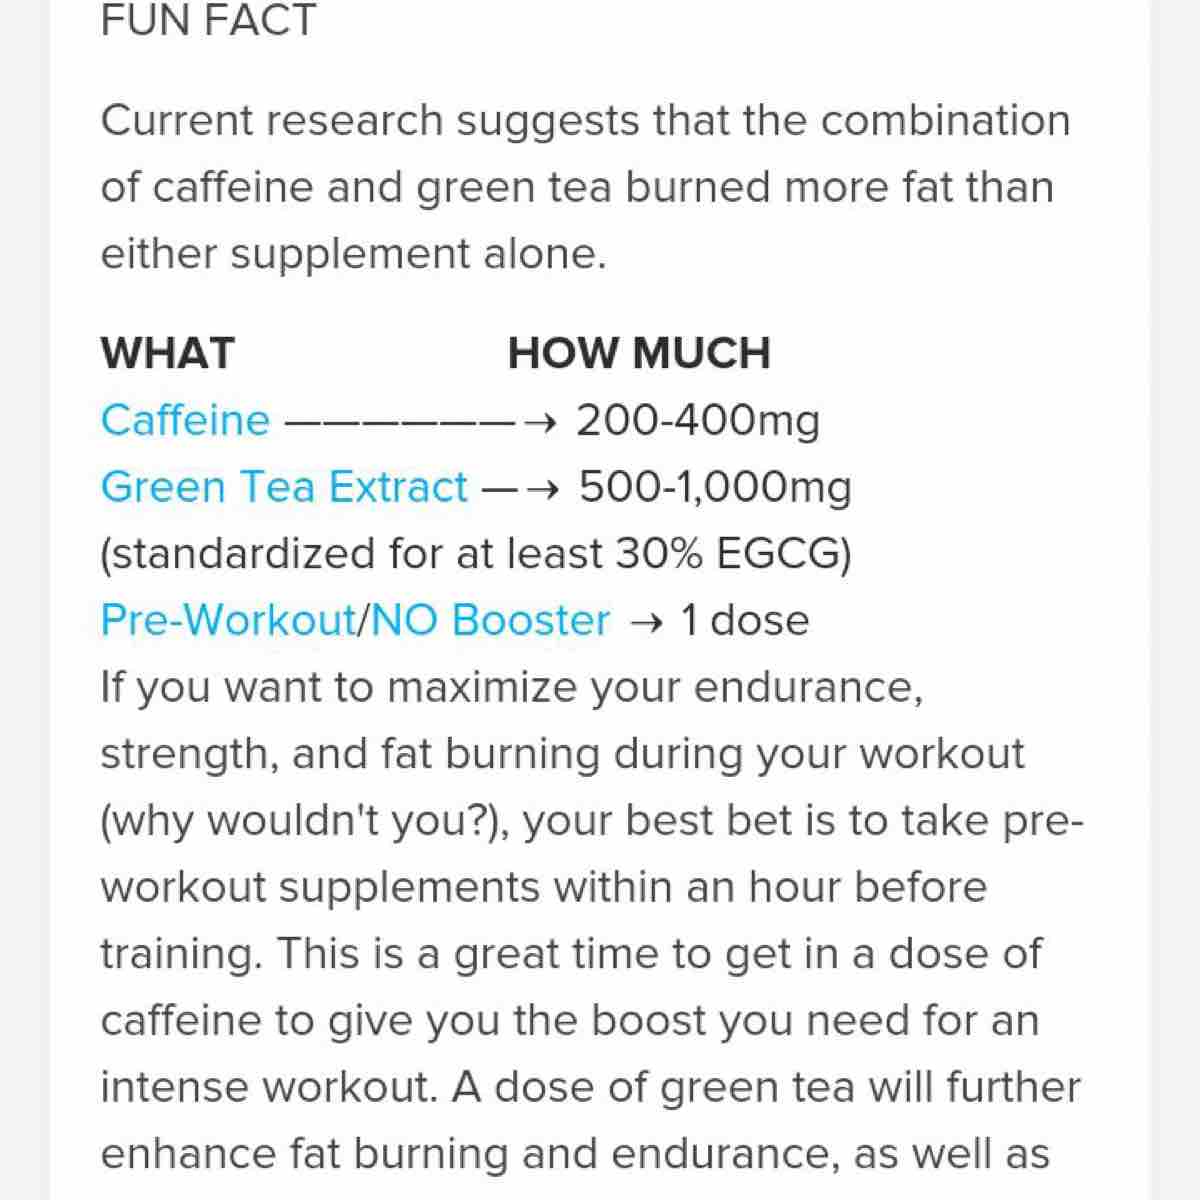 FUN FACT
Current research suggests that the combination
of caffeine and green tea burned more fat than
either supplement alone.
WHAT HOW MUCH
Caffeine ——————→ 200-400mg
Green Tea Extract —→ 500-1,000mg
(standardized for at least 30% EGCG)
Pre-Workout/NO Booster → 1 dose
If you want to maximize your endurance,
strength, and fat burning during your workout
(why wouldn't you?), your best bet is to take pre-
workout supplements within an hour before
training. This is a great time to get in a dose of
caffeine to give you the boost you need for an
intense workout. A dose of green tea will further
enhance fat burning and endurance, as well as